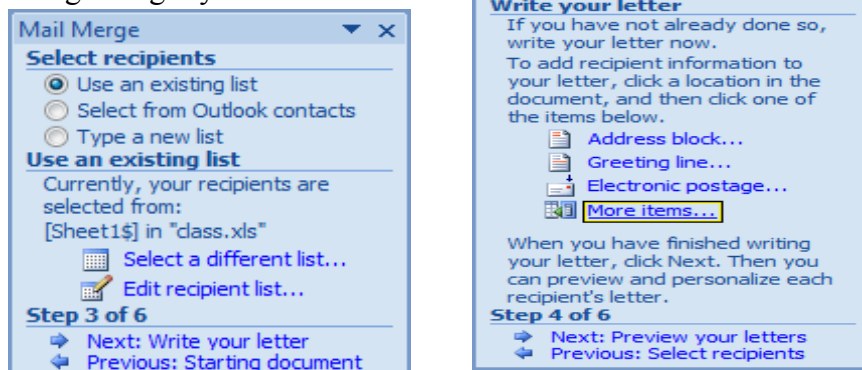 Mail Merge
Select recipients
Use an existing list
Select from Outlook contacts
Type a new list
Use an existing list
Currently, your recipients are
selected from:
[Sheet1$] in "class.xls"
Select a different list...
Edit recipient list...
Step 3 of 6
Next: Write your letter
Previous: Starting document
Write your letter
If you have not already done so,
write your letter now.
To add recipient information to
your letter, click a location in the
document, and then click one of
the items below.
Address block...
Greeting line...
Electronic postage...
More items...
When you have finished writing
your letter, click Next. Then you
can preview and personalize each
recipient's letter.
Step 4 of 6
Next: Preview your letters
Previous: Select recipients